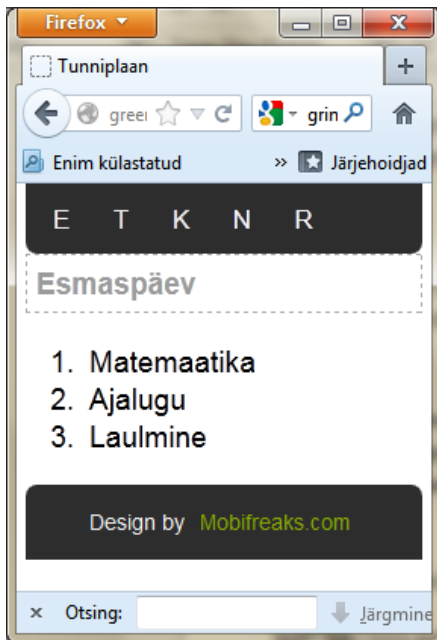 Firefox
Tunniplaan
greei grin
Enim külastatud » Järjehoidjad
E T K N R
Esmaspäev
1. Matemaatika
2. Ajalugu
3. Laulmine
Design by Mobifreaks.com
× Otsing: Järgmine